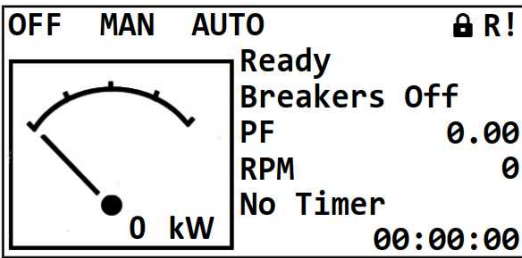 OFF MAN AUTO R!
Ready
Breakers Off
PF 0.00
RPM 0
No Timer
00:00:00
0 kW